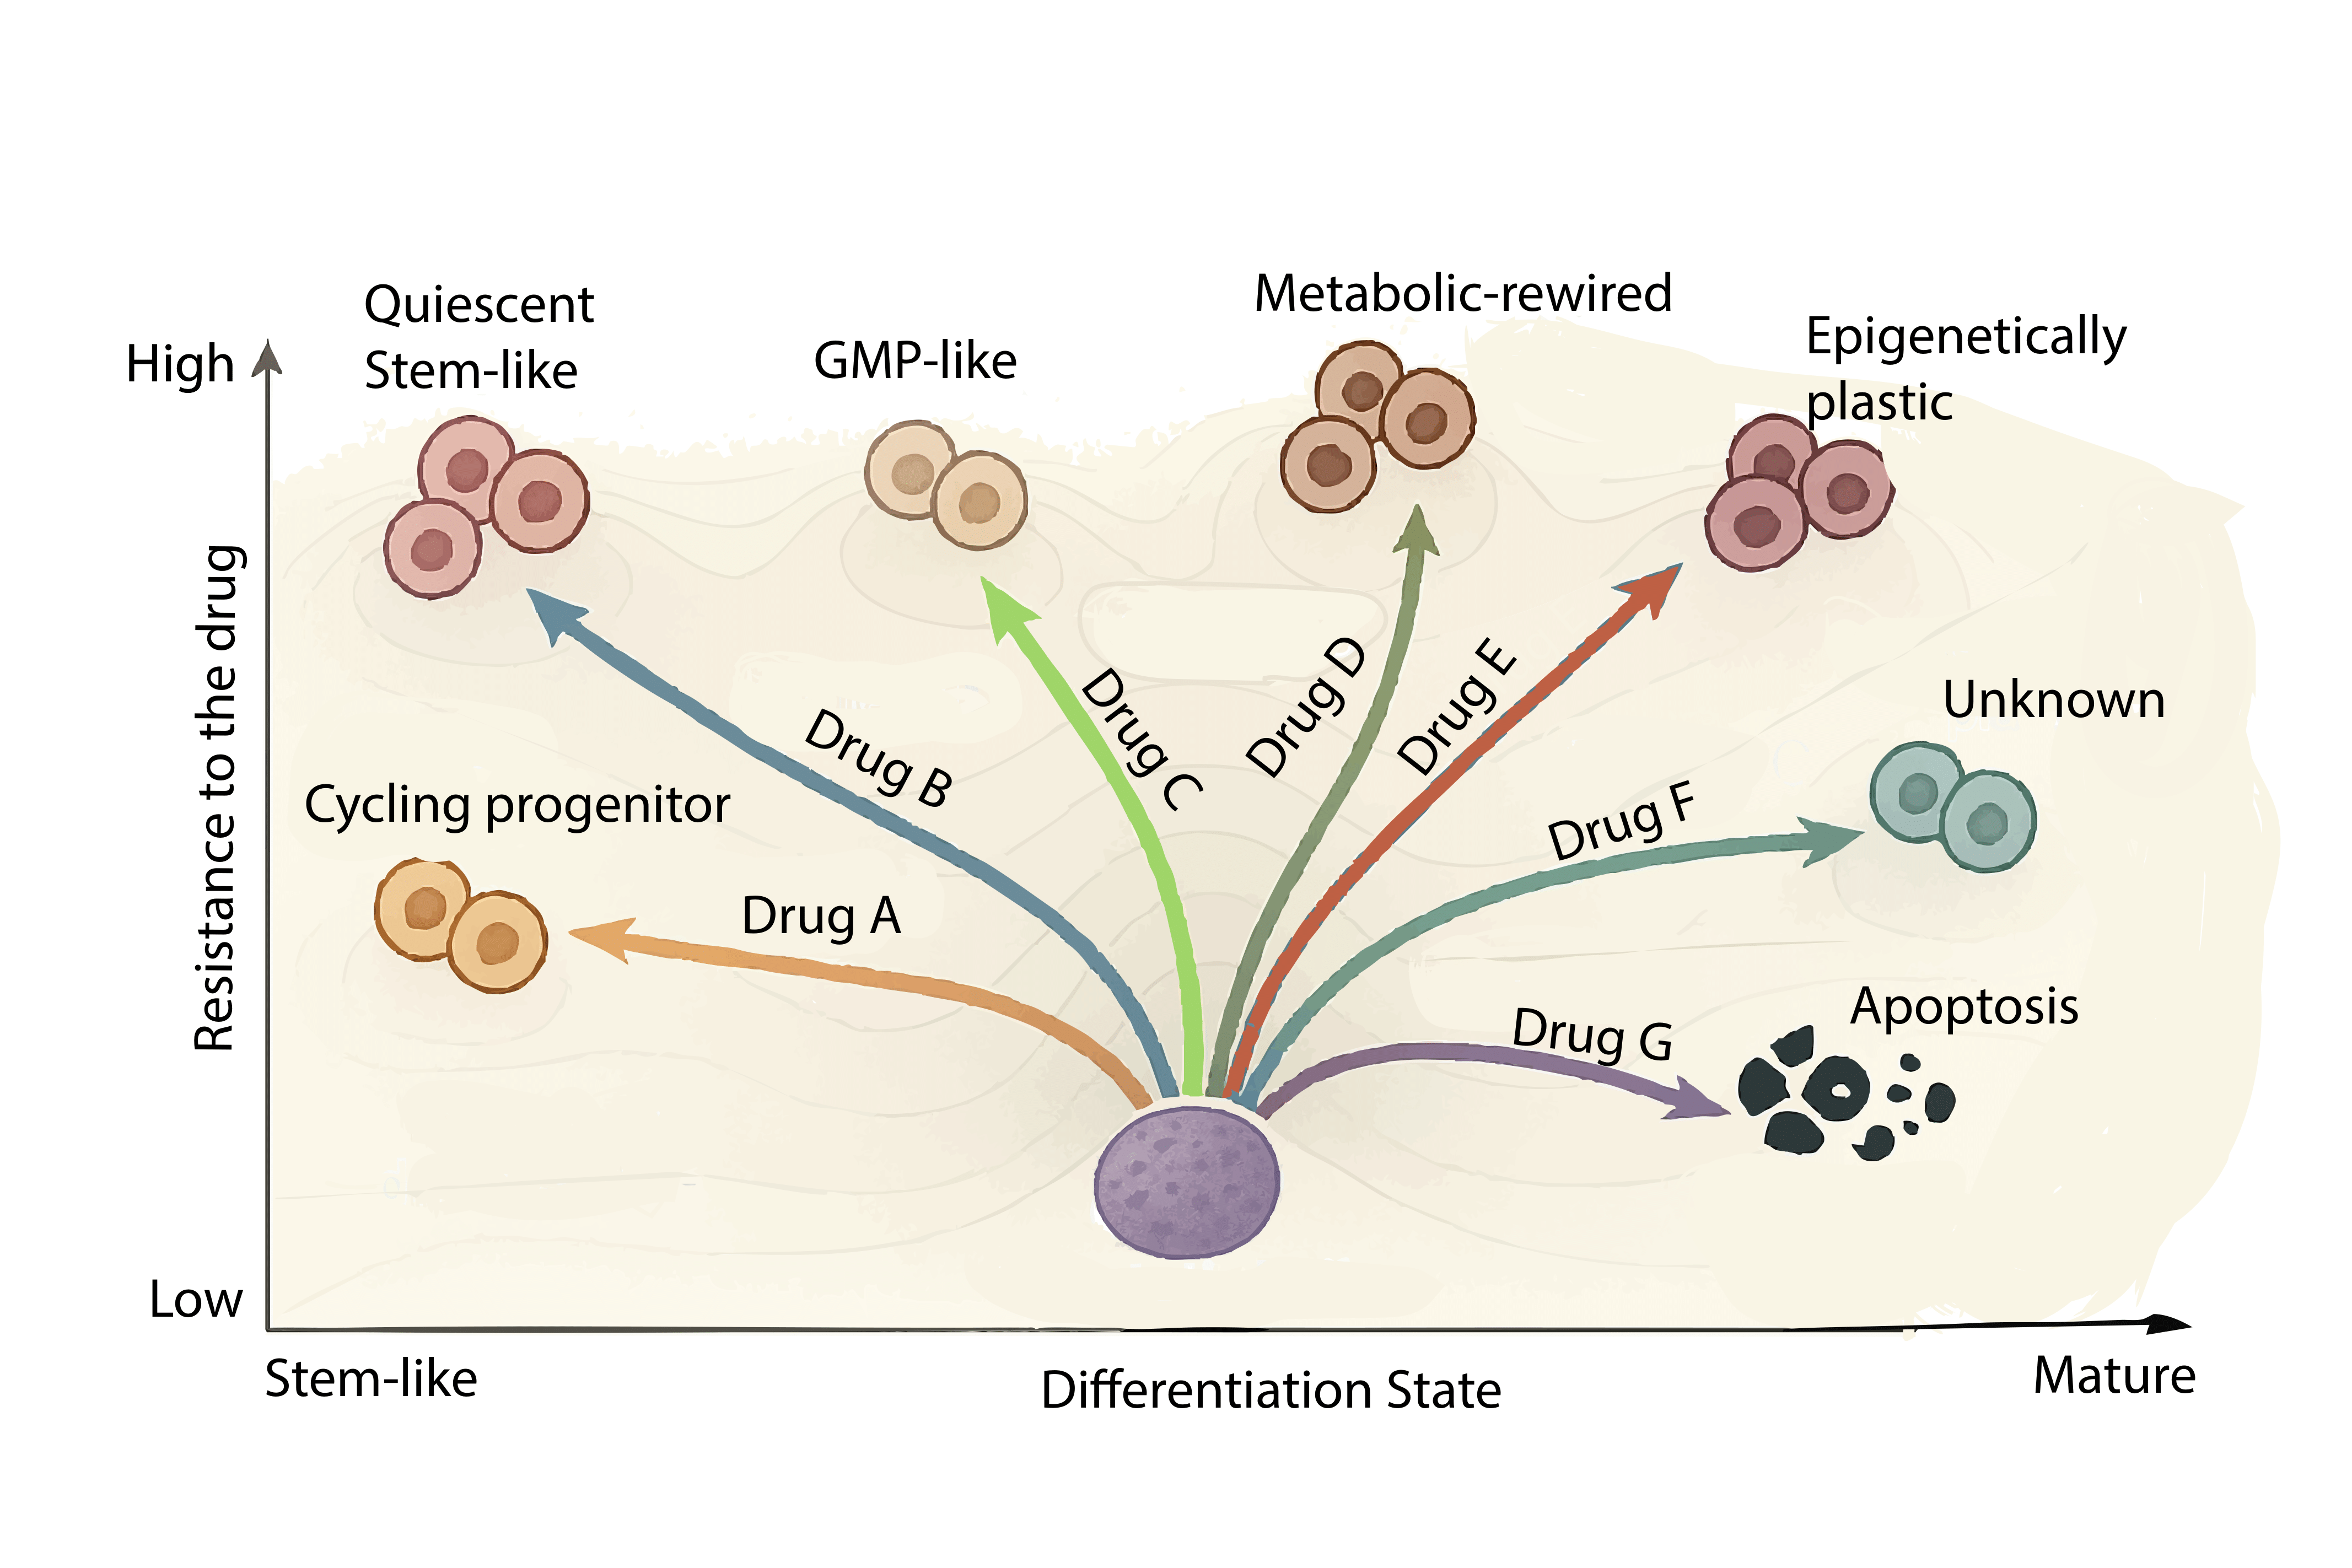 Quiescent
Stem-like
GMP-like
Metabolic-rewired
Epigenetically
plastic
High
Resistance to the drug
Low
Cycling progenitor
Unknown
Apoptosis
Drug A
Drug B
Drug C
Drug D
Drug E
Drug F
Drug G
Stem-like
Differentiation State
Mature